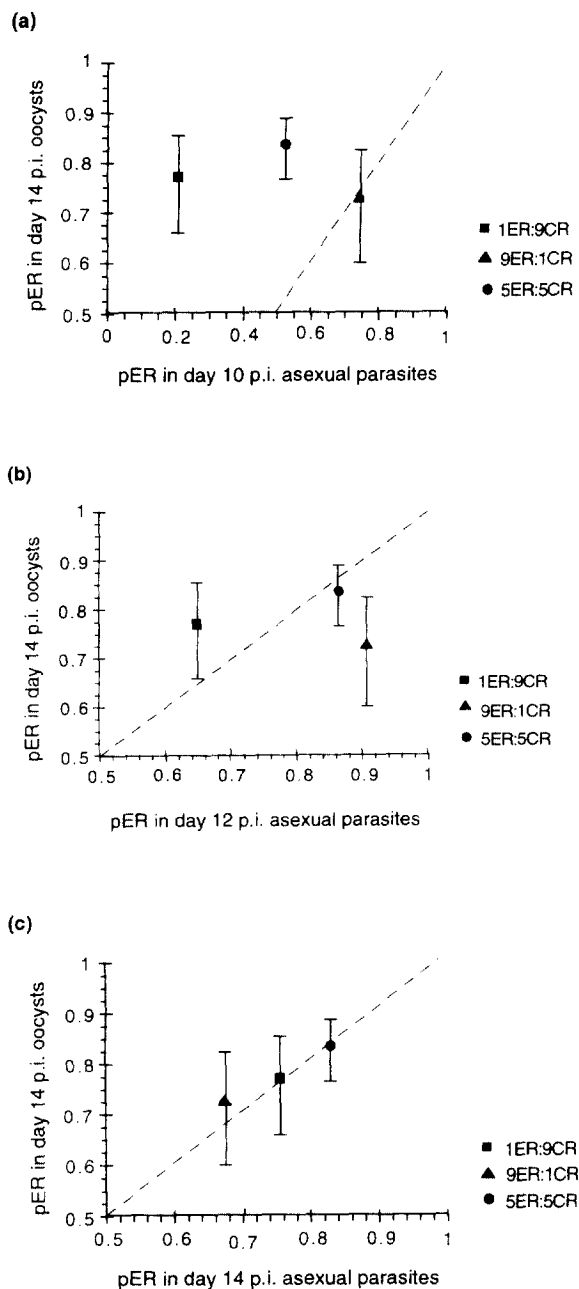 (a)
pER in day 14 p.i. oocysts
1
0.9
0.8
0.7
0.6
0.5
0
0.2
0.4
0.6
0.8
1
pER in day 10 p.i. asexual parasites
1ER:9CR
9ER:1CR
5ER:5CR
(b)
pER in day 14 p.i. oocysts
1
0.9
0.8
0.7
0.6
0.5
0.5
0.6
0.7
0.8
0.9
1
pER in day 12 p.i. asexual parasites
1ER:9CR
9ER:1CR
5ER:5CR
(c)
pER in day 14 p.i. oocysts
1
0.9
0.8
0.7
0.6
0.5
0.5
0.6
0.7
0.8
0.9
1
pER in day 14 p.i. asexual parasites
1ER:9CR
9ER:1CR
5ER:5CR